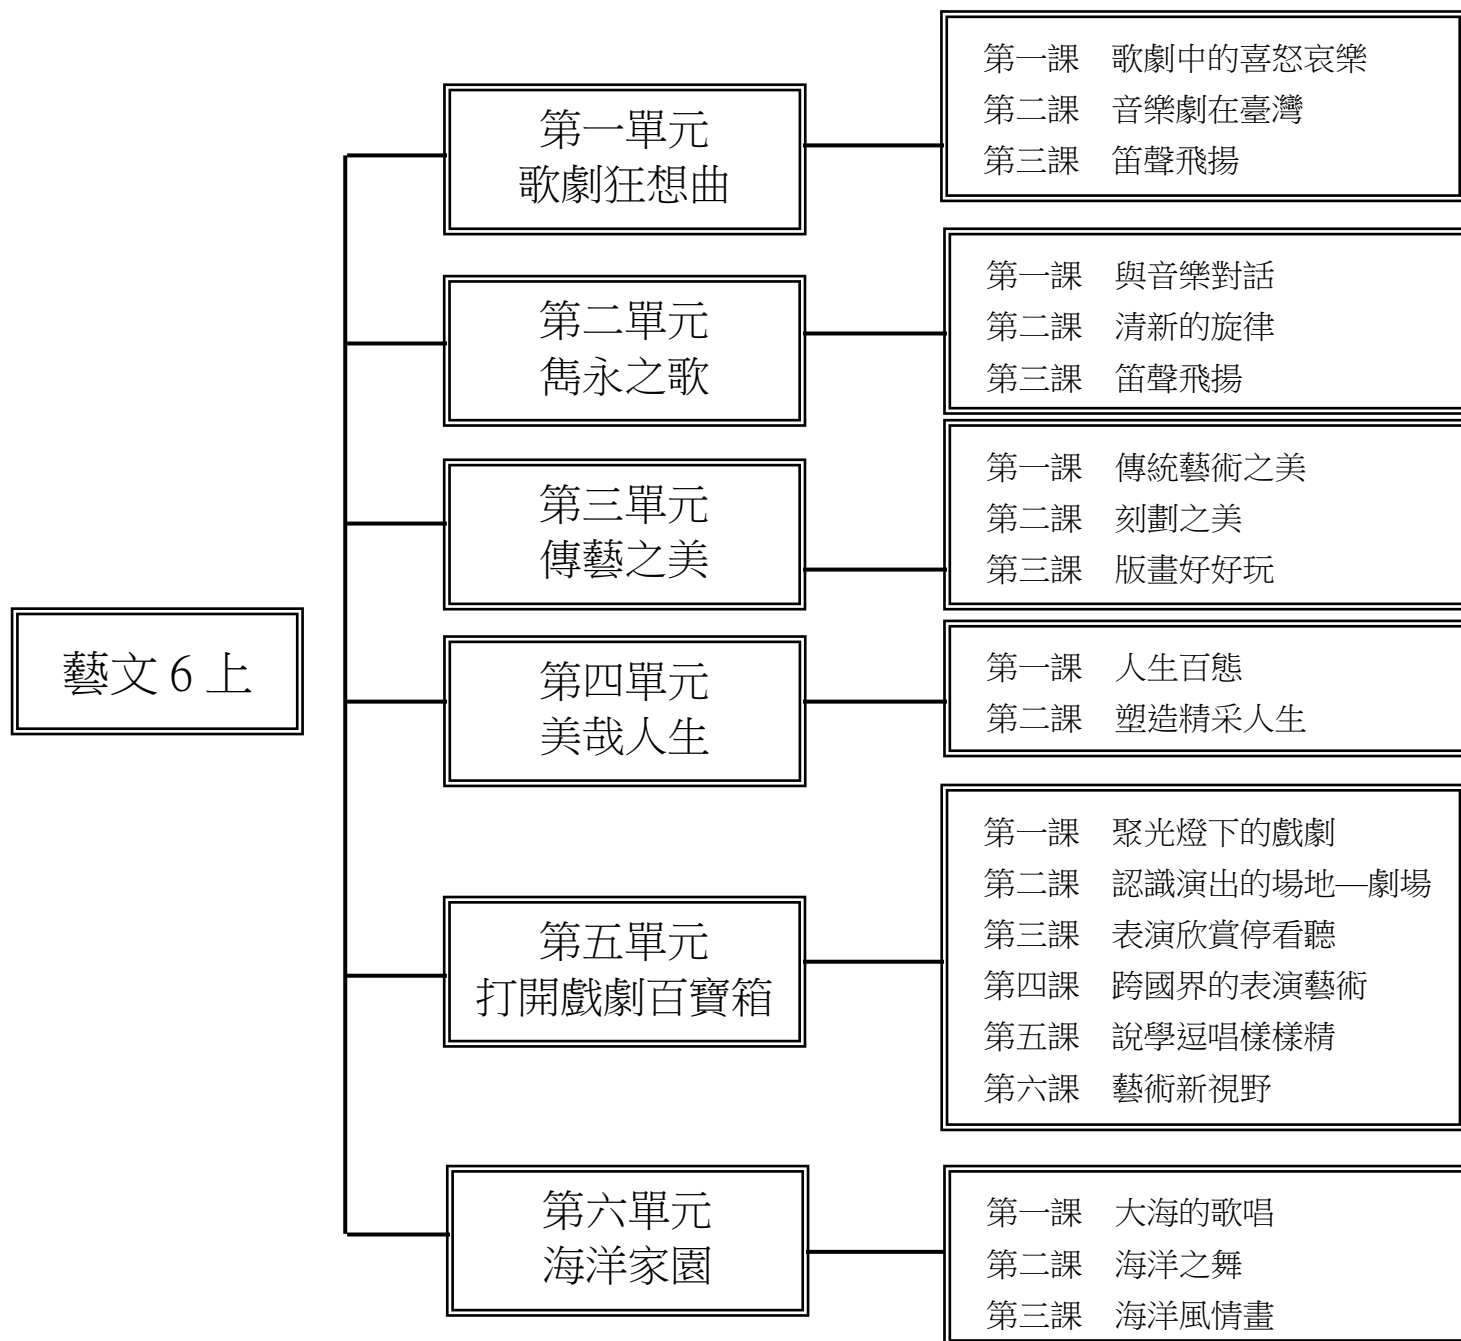 藝文6上
第一單元
歌劇狂想曲
第一課　歌劇中的喜怒哀樂
第二課　音樂劇在臺灣
第三課　笛聲飛揚
第二單元
雋永之歌
第一課　與音樂對話
第二課　清新的旋律
第三課　笛聲飛揚
第三單元
傳藝之美
第一課　傳統藝術之美
第二課　刻劃之美
第三課　版畫好好玩
第四單元
美哉人生
第一課　人生百態
第二課　塑造精采人生
第五單元
打開戲劇百寶箱
第一課　聚光燈下的戲劇
第二課　認識演出的場地—劇場
第三課　表演欣賞停看聽
第四課　跨國界的表演藝術
第五課　說學逗唱樣樣精
第六課　藝術新視野
第六單元
海洋家園
第一課　大海的歌唱
第二課　海洋之舞
第三課　海洋風情畫